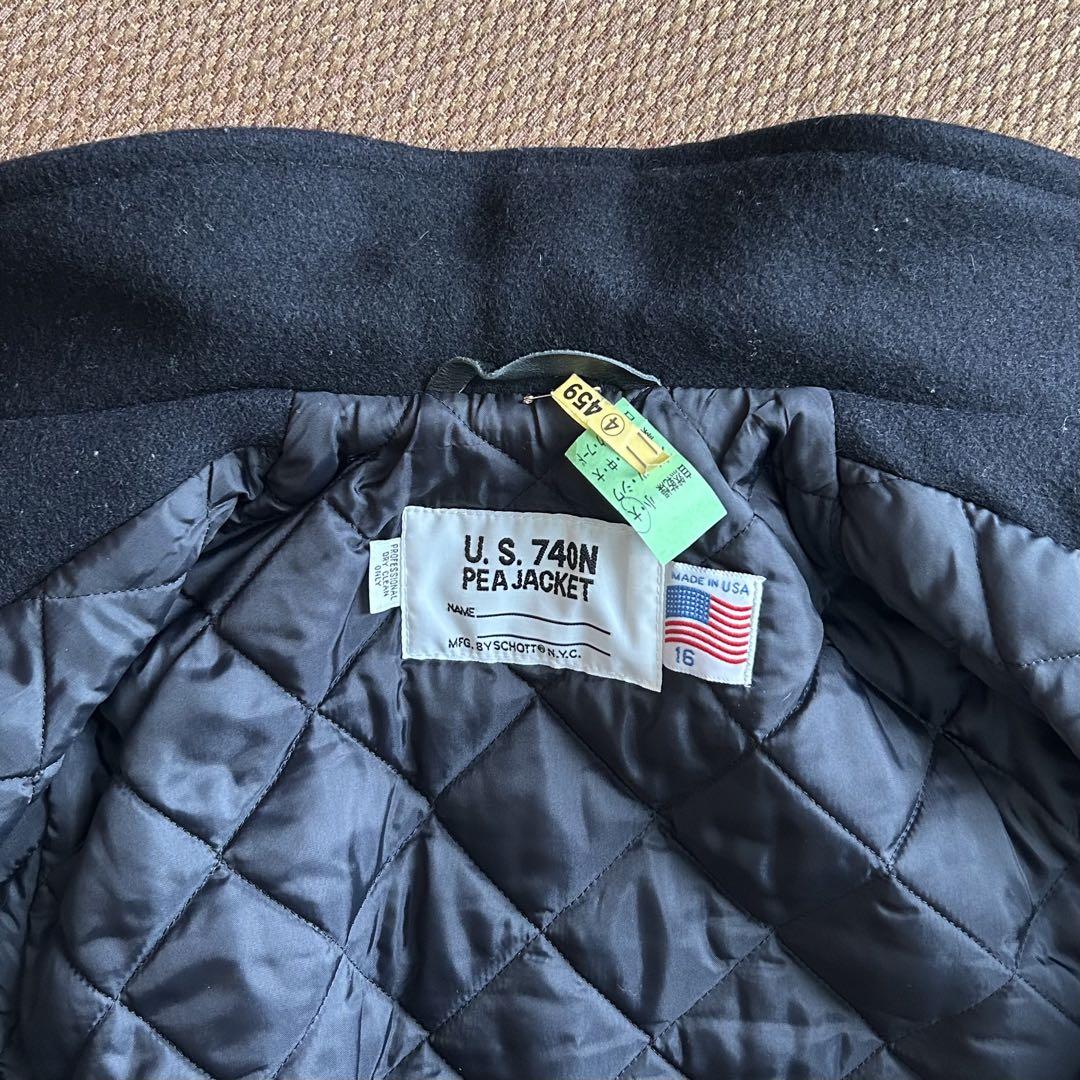 459
④
U. S. 740N
PEA JACKET
NAME
MFG. BY SCHOTT® N.Y.C.
PROFESSIONAL
DRY CLEAN
ONLY
MADE IN USA
16